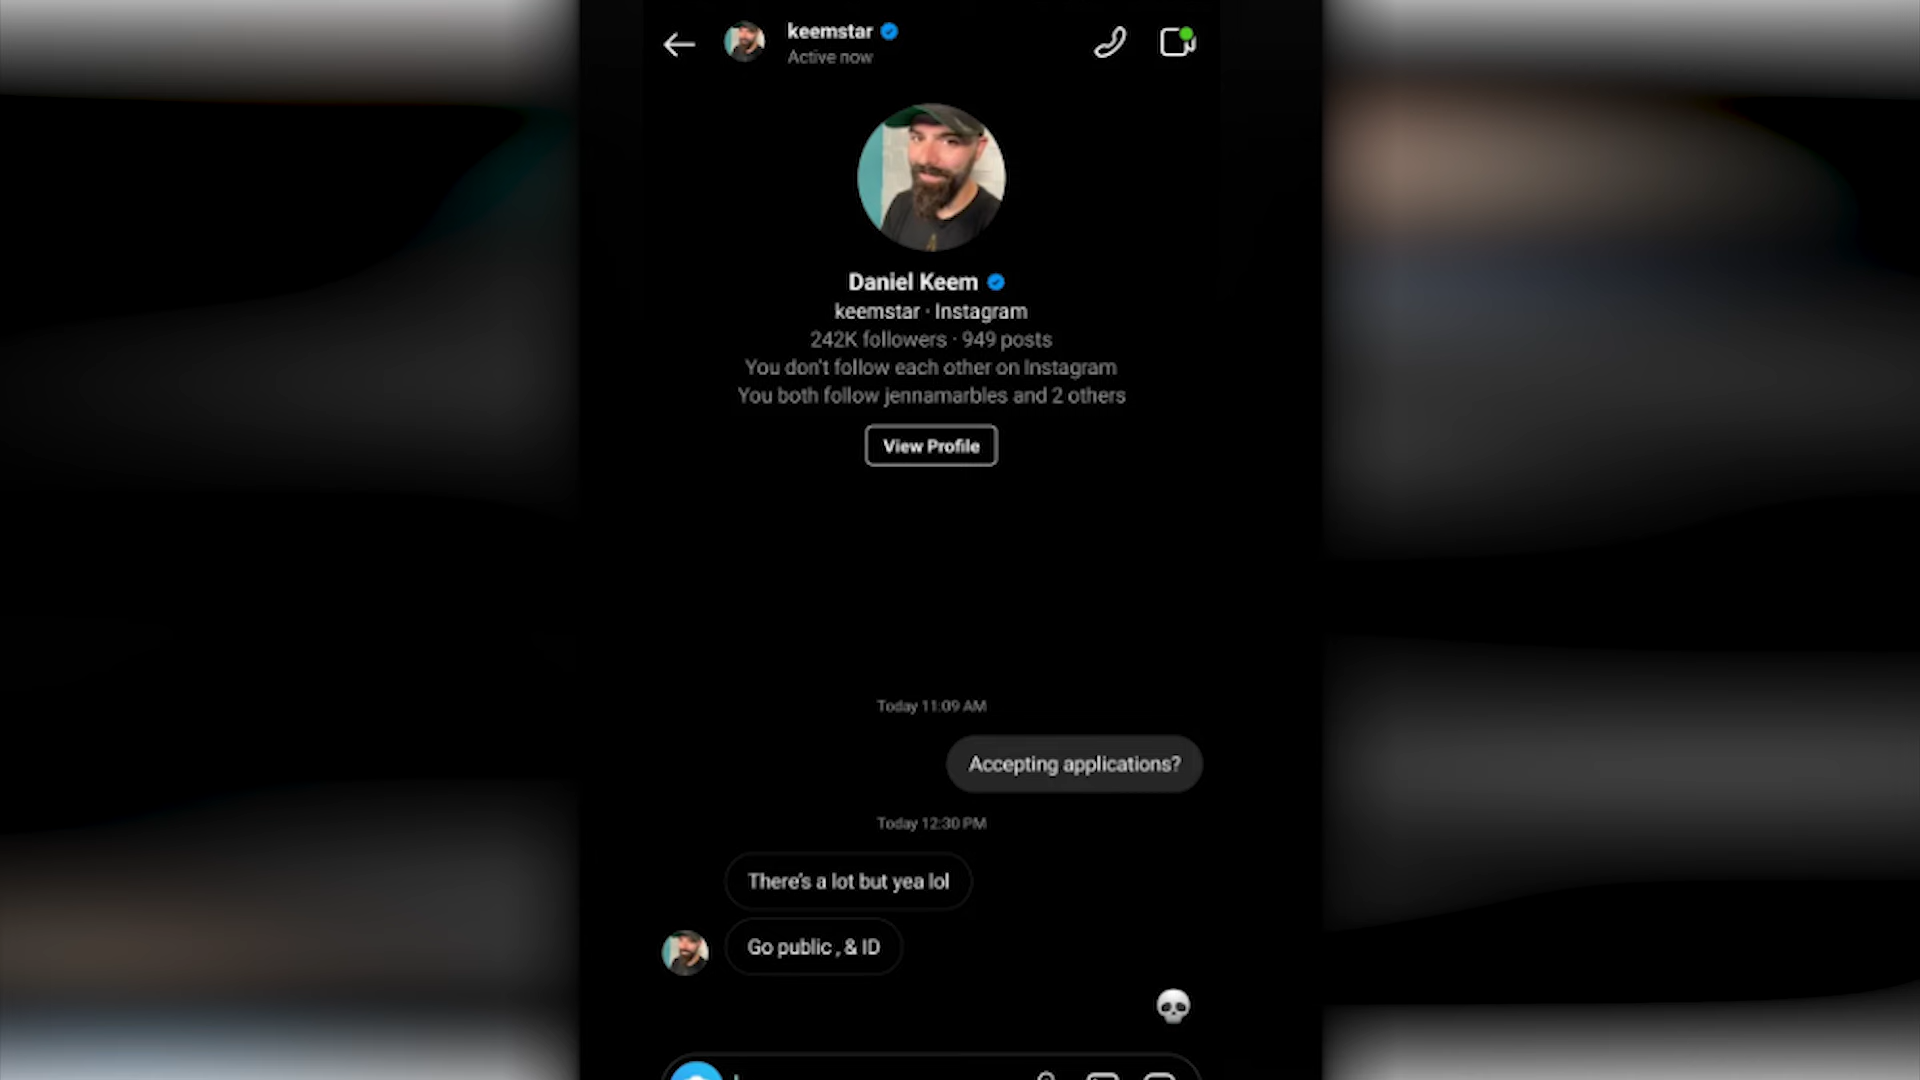 keemstar
Active now
Daniel Keem
keemstar · Instagram
242K followers · 949 posts
You don't follow each other on Instagram
You both follow jennamarbles and 2 others
View Profile
Today 11:09 AM
Accepting applications?
Today 12:30 PM
There's a lot but yea lol
Go public , & ID